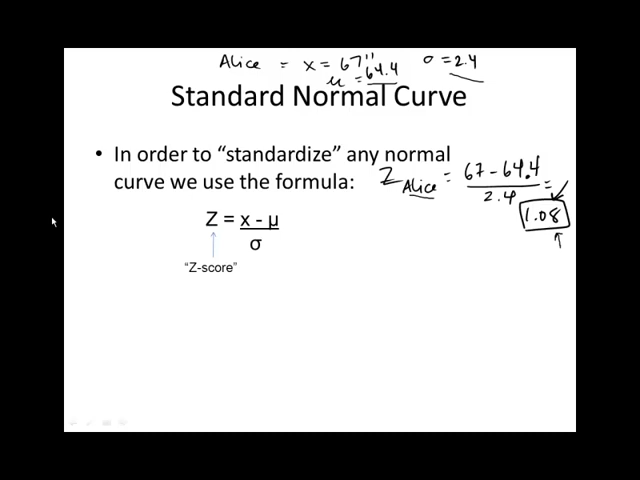 Alice = x = 67" σ = 2.4
μ = 64.4
Standard Normal Curve
• In order to “standardize” any normal
curve we use the formula:
Z Alice = 67 - 64.4 / 2.4 =
1.08
Z = x - μ
σ
“Z-score”